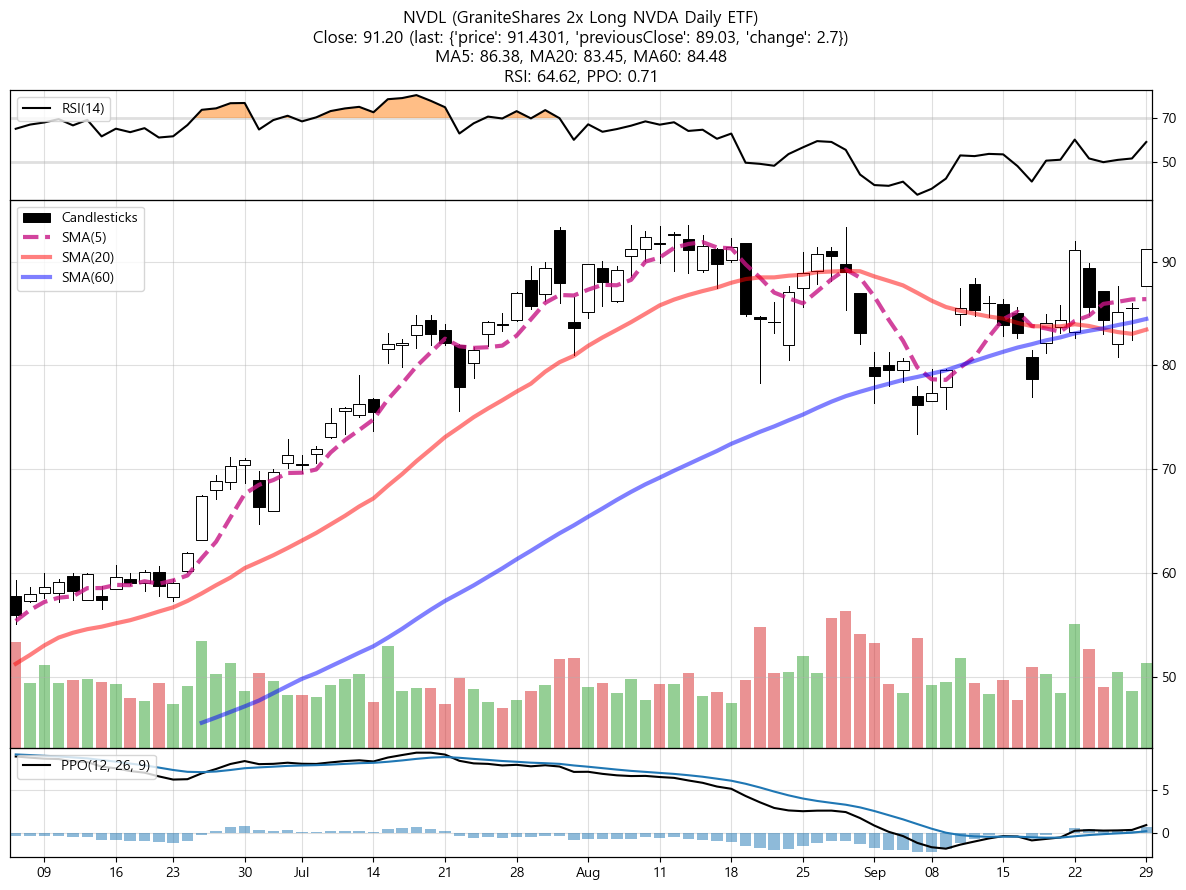 NVDL (GraniteShares 2x Long NVDA Daily ETF)
Close: 91.20 (last: {'price': 91.4301, 'previousClose': 89.03, 'change': 2.7})
MA5: 86.38, MA20: 83.45, MA60: 84.48
RSI: 64.62, PPO: 0.71
RSI(14)
70
50
Candlesticks
SMA(5)
SMA(20)
SMA(60)
90
80
70
60
50
PPO(12, 26, 9)
5
0
09 16 23 30 Jul 14 21 28 Aug 11 18 25 Sep 08 15 22 29